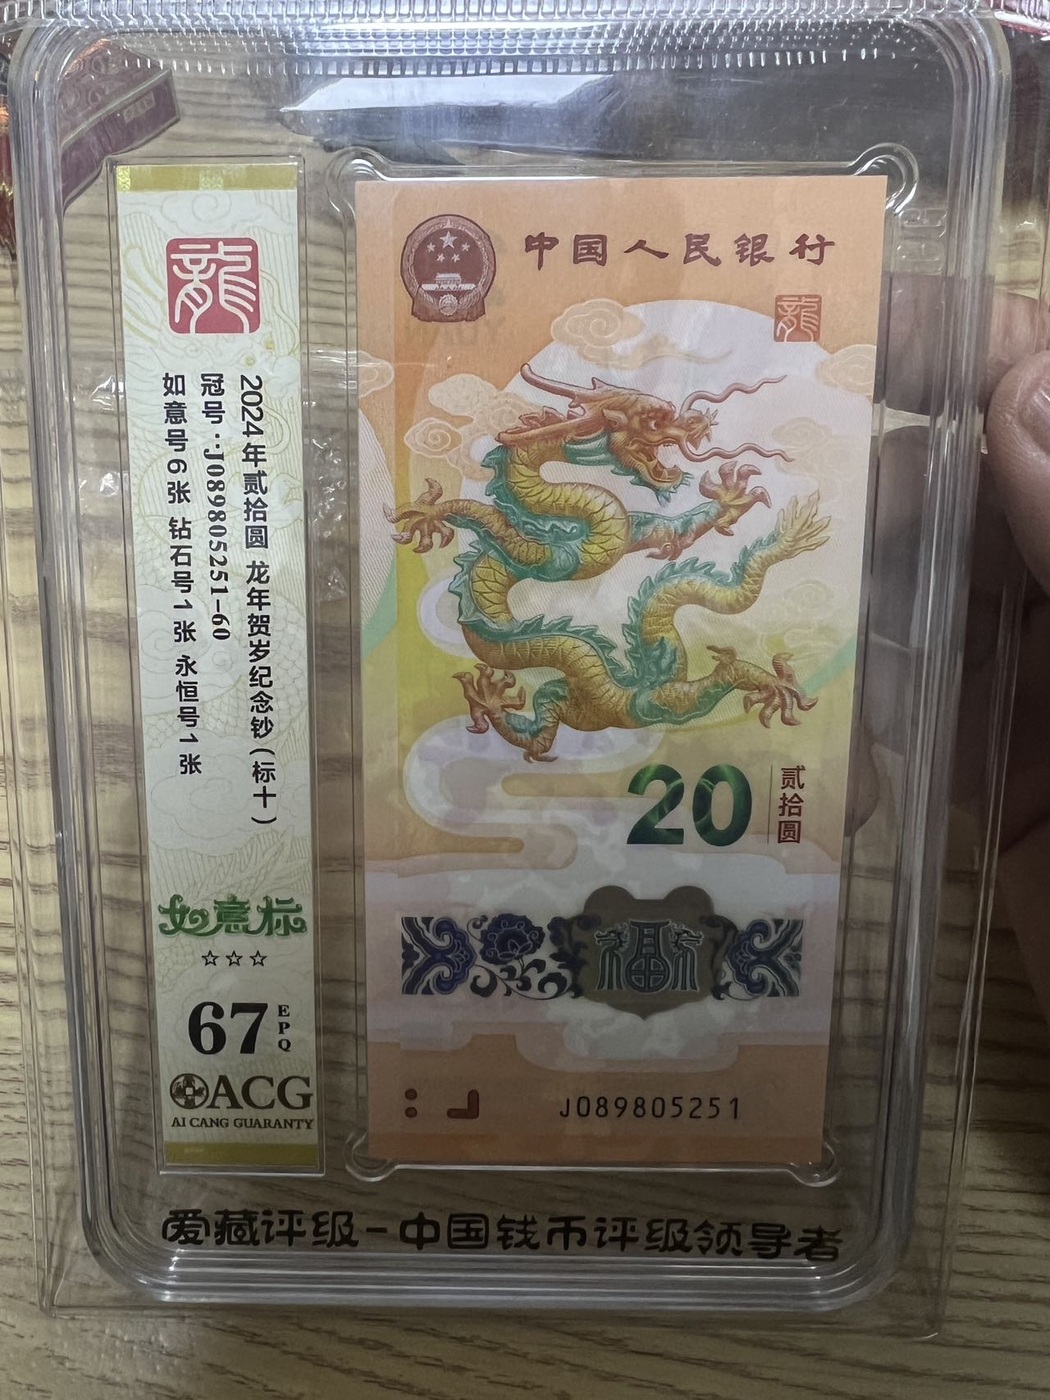 龍
2024年贰拾圆 龙年贺岁纪念钞(标十)
冠号:J089805251-60
如意号6张 钻石号1张 永恒号1张
如意标
☆☆☆
67 EPQ
ACG
AI CANG GUARANTY
中国人民银行
龍
20 贰拾圆
福
J089805251
爱藏评级-中国钱币评级领导者